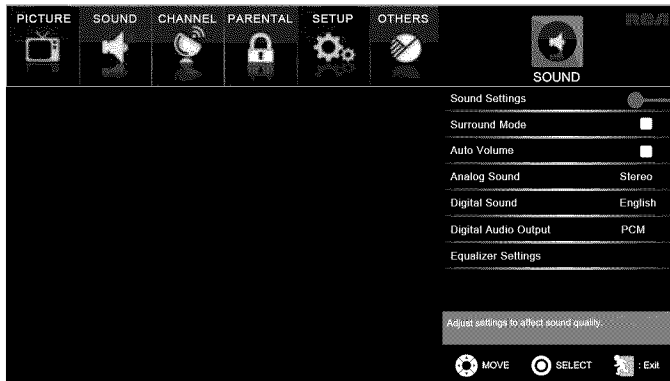 PICTURE SOUND CHANNEL PARENTAL SETUP OTHERS
RCA
SOUND
Sound Settings
Surround Mode
Auto Volume
Analog Sound Stereo
Digital Sound English
Digital Audio Output PCM
Equalizer Settings
Adjust settings to affect sound quality.
MOVE SELECT : Exit